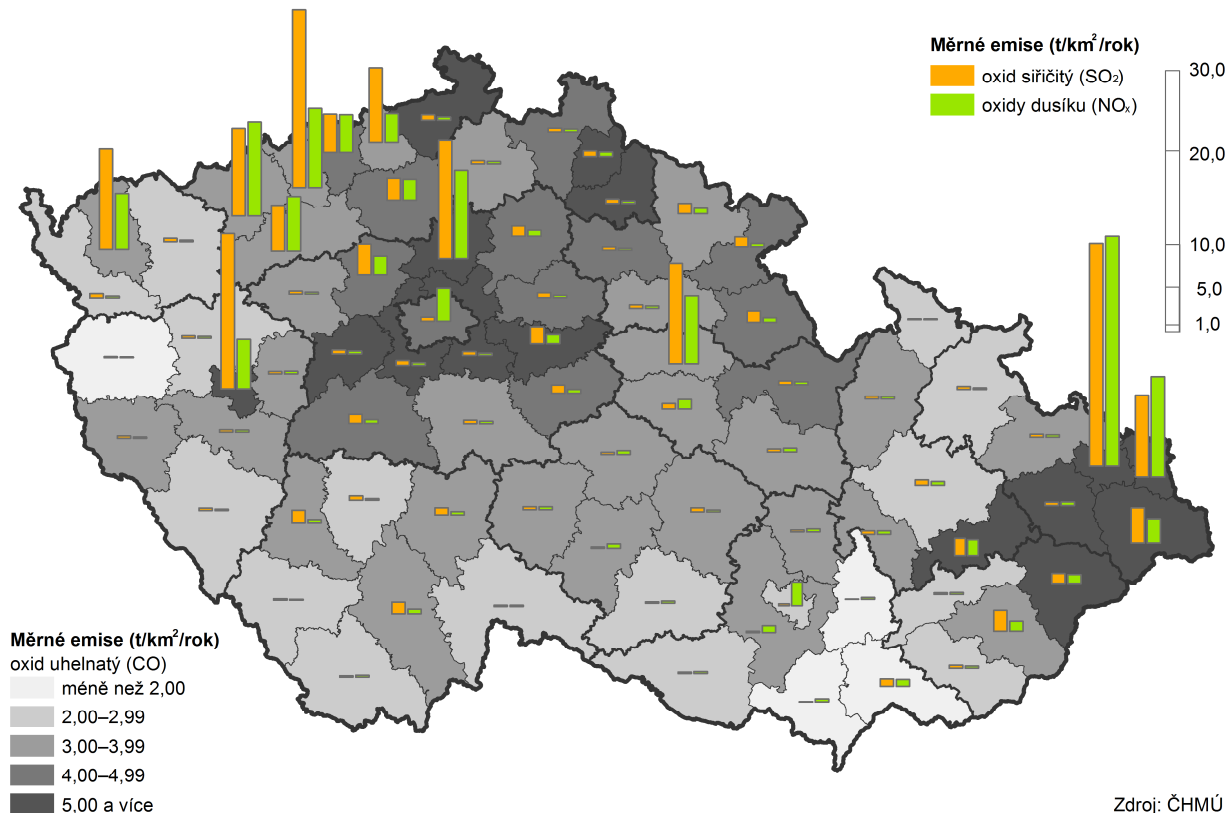 Měrné emise (t/km²/rok)
oxid siřičitý (SO₂)
oxidy dusíku (NOₓ)
30,0
20,0
10,0
5,0
1,0
Měrné emise (t/km²/rok)
oxid uhelnatý (CO)
méně než 2,00
2,00–2,99
3,00–3,99
4,00–4,99
5,00 a více
Zdroj: ČHMÚ